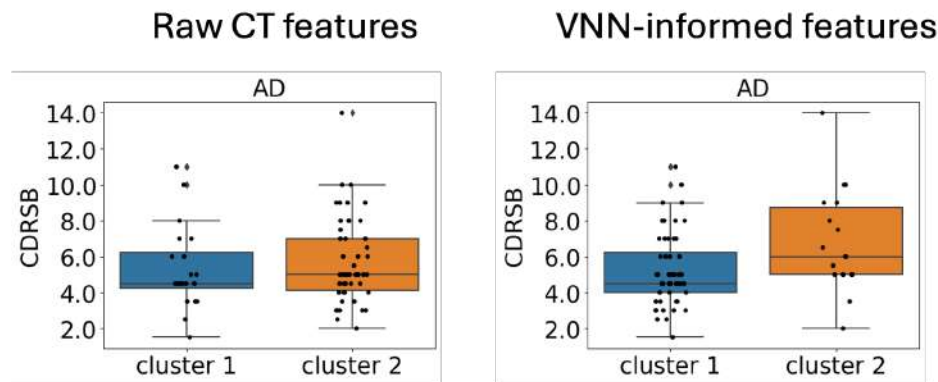 Raw CT features
VNN-informed features
AD
AD
CDRSB
14.0
12.0
10.0
8.0
6.0
4.0
2.0
cluster 1
cluster 2
CDRSB
14.0
12.0
10.0
8.0
6.0
4.0
2.0
cluster 1
cluster 2